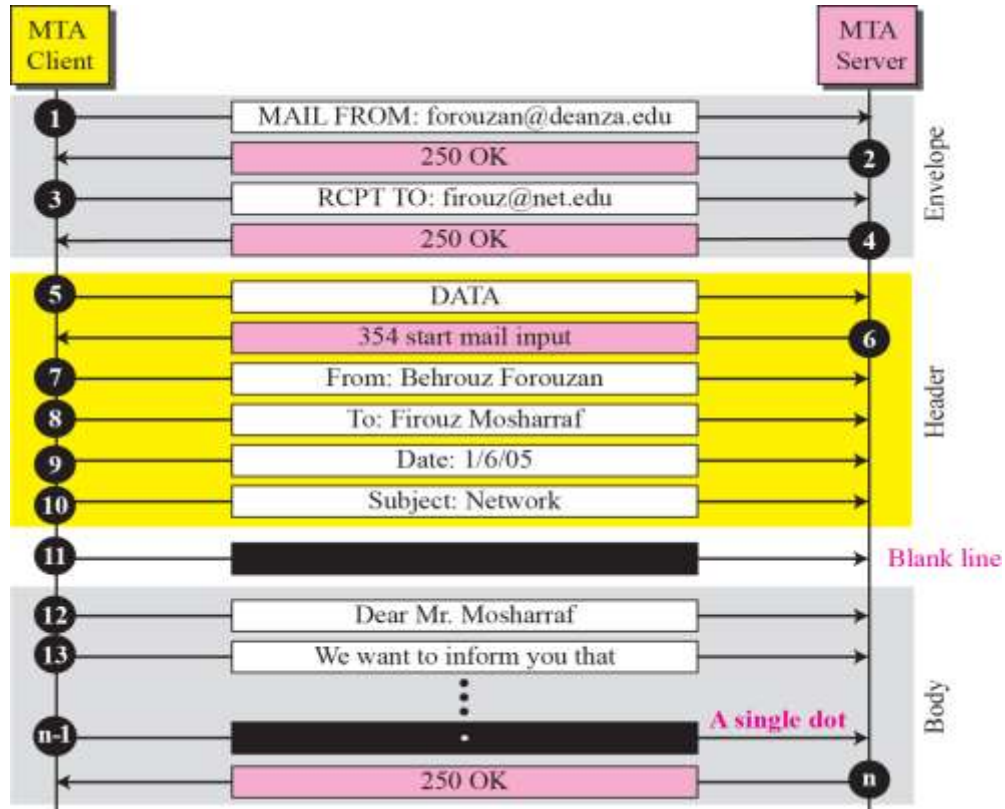 MTA
Client
MTA
Server
1
MAIL FROM: forouzan@deanza.edu
250 OK
2
3
RCPT TO: firouz@net.edu
250 OK
4
Envelope
5
DATA
354 start mail input
6
7
From: Behrouz Forouzan
8
To: Firouz Mosharraf
9
Date: 1/6/05
10
Subject: Network
Header
11
Blank line
12
Dear Mr. Mosharraf
13
We want to inform you that
n-1
.
A single dot
250 OK
n
Body